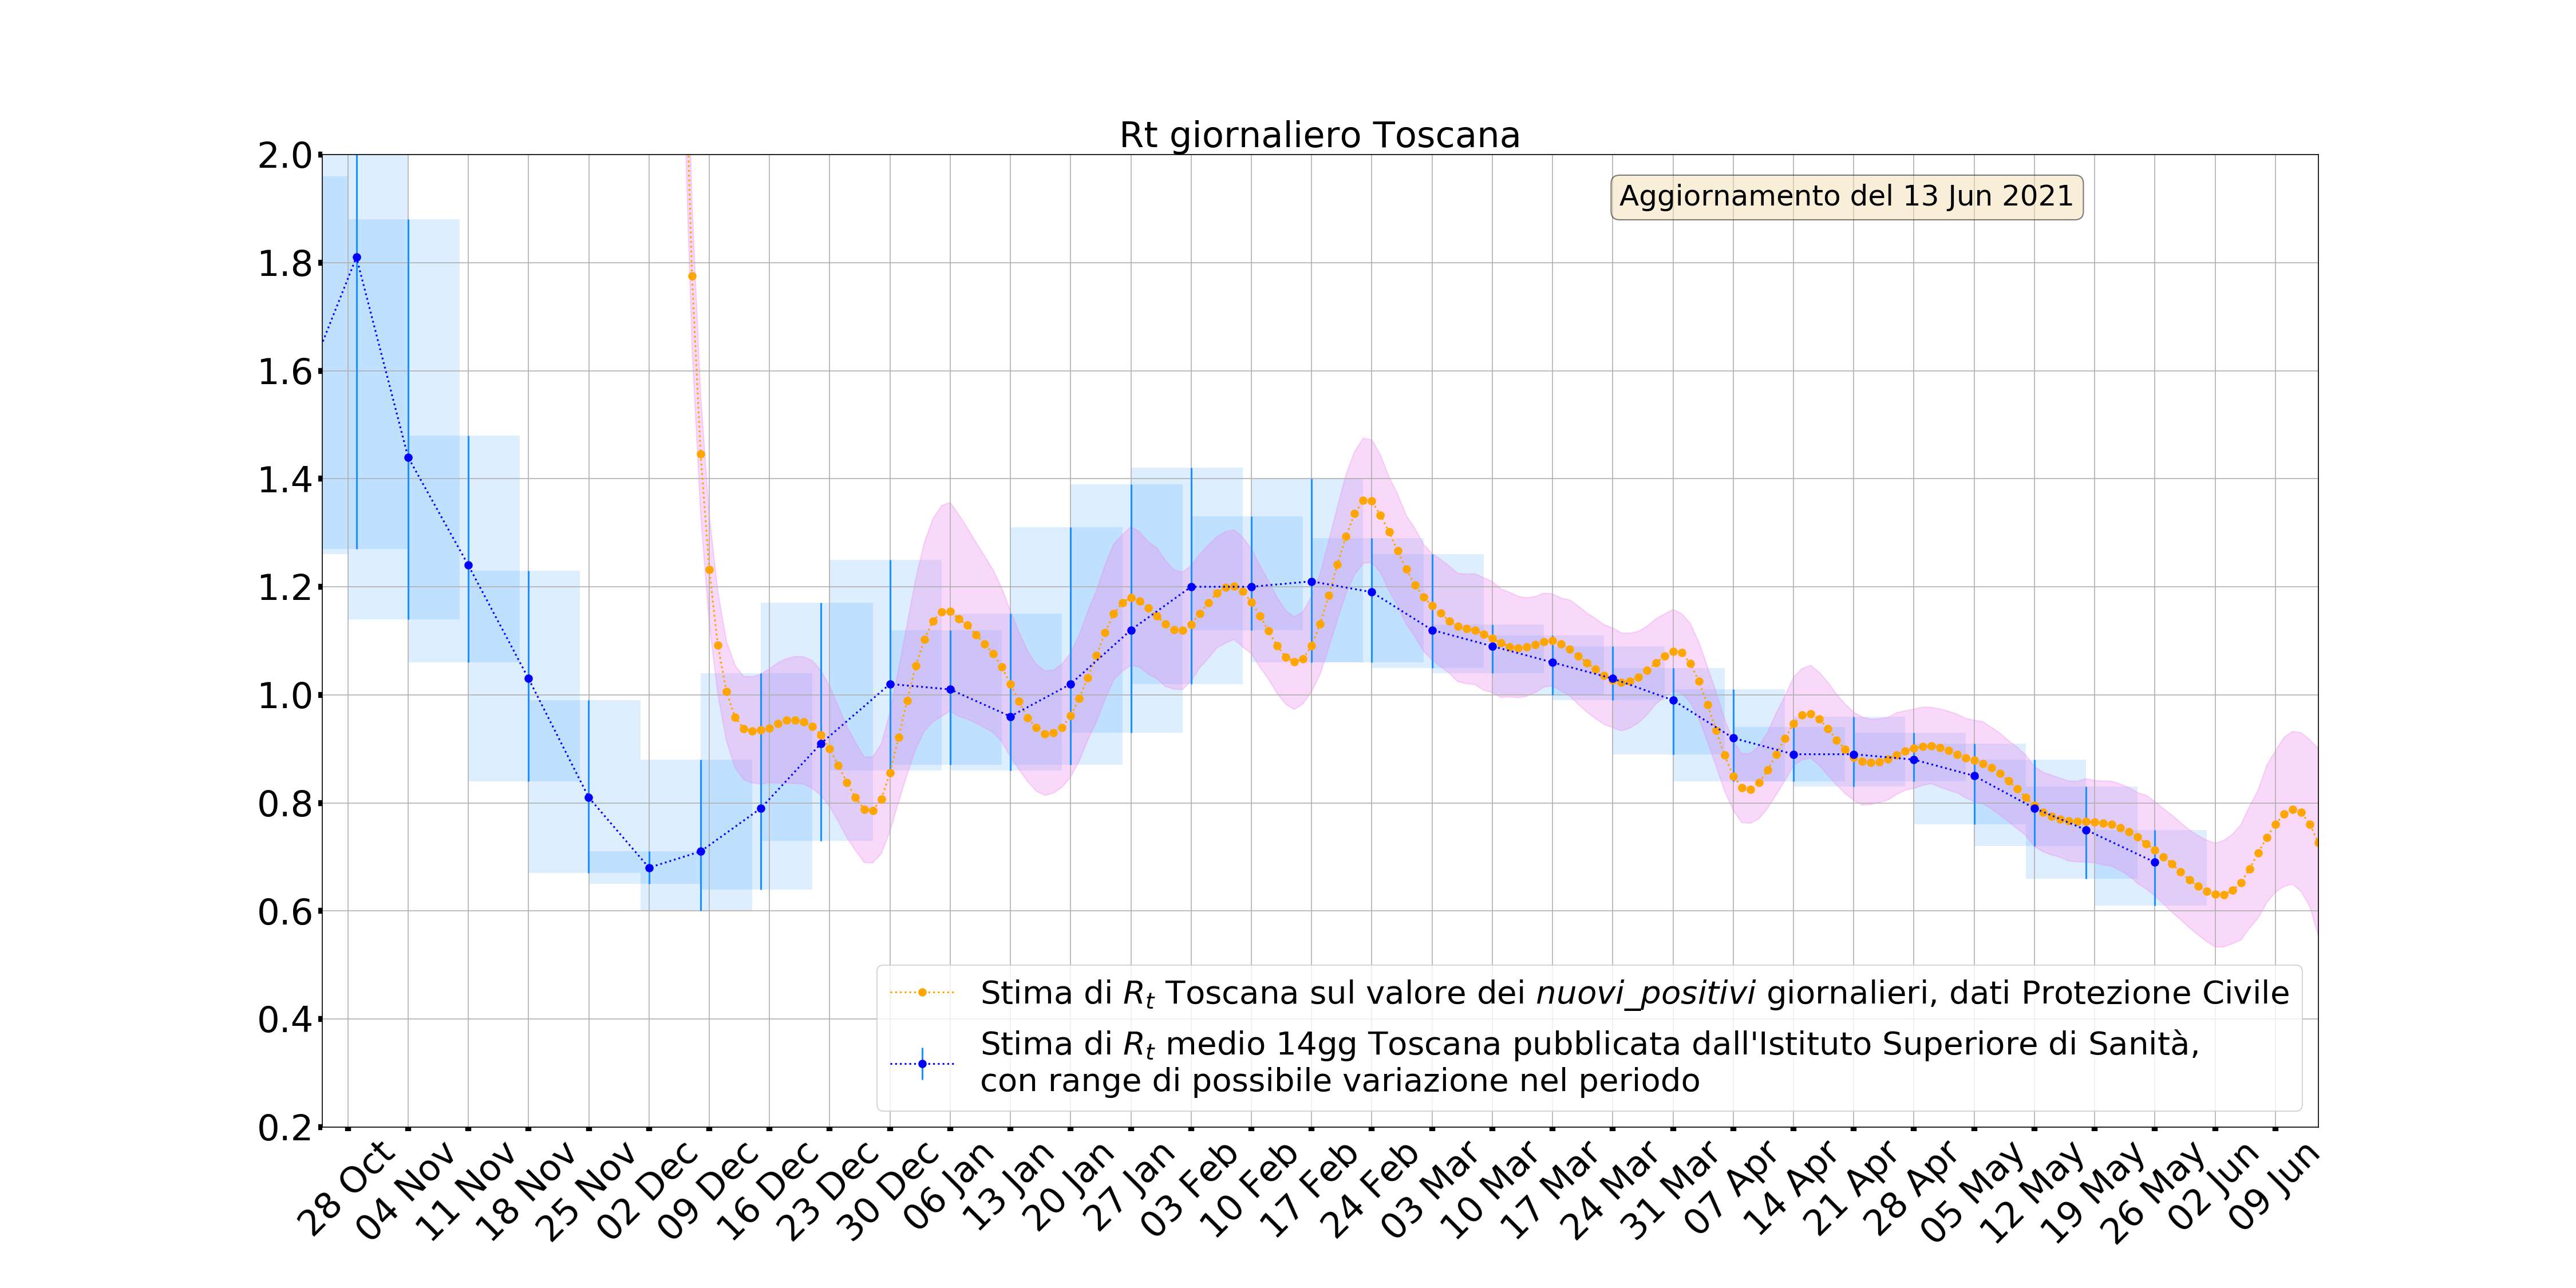 Rt giornaliero Toscana
Aggiornamento del 13 Jun 2021
2.0
1.8
1.6
1.4
1.2
1.0
0.8
0.6
0.4
0.2
Stima di Rt Toscana sul valore dei nuovi_positivi giornalieri, dati Protezione Civile
Stima di Rt medio 14gg Toscana pubblicata dall'Istituto Superiore di Sanità,
con range di possibile variazione nel periodo
28 Oct
04 Nov
11 Nov
18 Nov
25 Nov
02 Dec
09 Dec
16 Dec
23 Dec
30 Dec
06 Jan
13 Jan
20 Jan
27 Jan
03 Feb
10 Feb
17 Feb
24 Feb
03 Mar
10 Mar
17 Mar
24 Mar
31 Mar
07 Apr
14 Apr
21 Apr
28 Apr
05 May
12 May
19 May
26 May
02 Jun
09 Jun